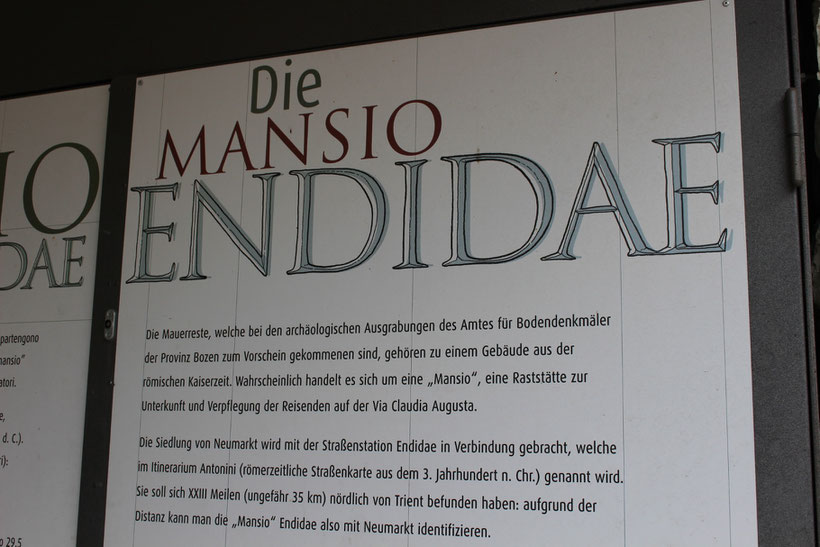 IO
DAE
partengono
mansio"
atori.
e,
d. C.).
ri):
o 29,5
Die
MANSIO
ENDIDAE
Die Mauerreste, welche bei den archäologischen Ausgrabungen des Amtes für Bodendenkmäler
der Provinz Bozen zum Vorschein gekommenen sind, gehören zu einem Gebäude aus der
römischen Kaiserzeit. Wahrscheinlich handelt es sich um eine „Mansio“, eine Raststätte zur
Unterkunft und Verpflegung der Reisenden auf der Via Claudia Augusta.
Die Siedlung von Neumarkt wird mit der Straßenstation Endidae in Verbindung gebracht, welche
im Itinerarium Antonini (römerzeitliche Straßenkarte aus dem 3. Jahrhundert n. Chr.) genannt wird.
Sie soll sich XXIII Meilen (ungefähr 35 km) nördlich von Trient befunden haben: aufgrund der
Distanz kann man die „Mansio“ Endidae also mit Neumarkt identifizieren.